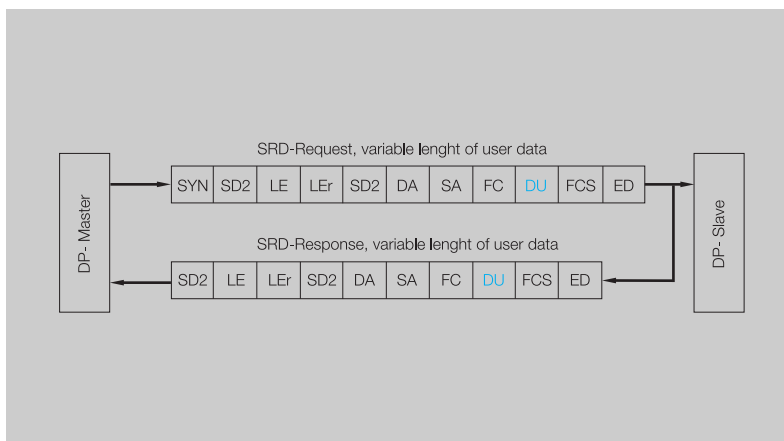 SRD-Request, variable lenght of user data
DP- Master
SYN SD2 LE LEr SD2 DA SA FC DU FCS ED
DP- Slave
SRD-Response, variable lenght of user data
SD2 LE LEr SD2 DA SA FC DU FCS ED